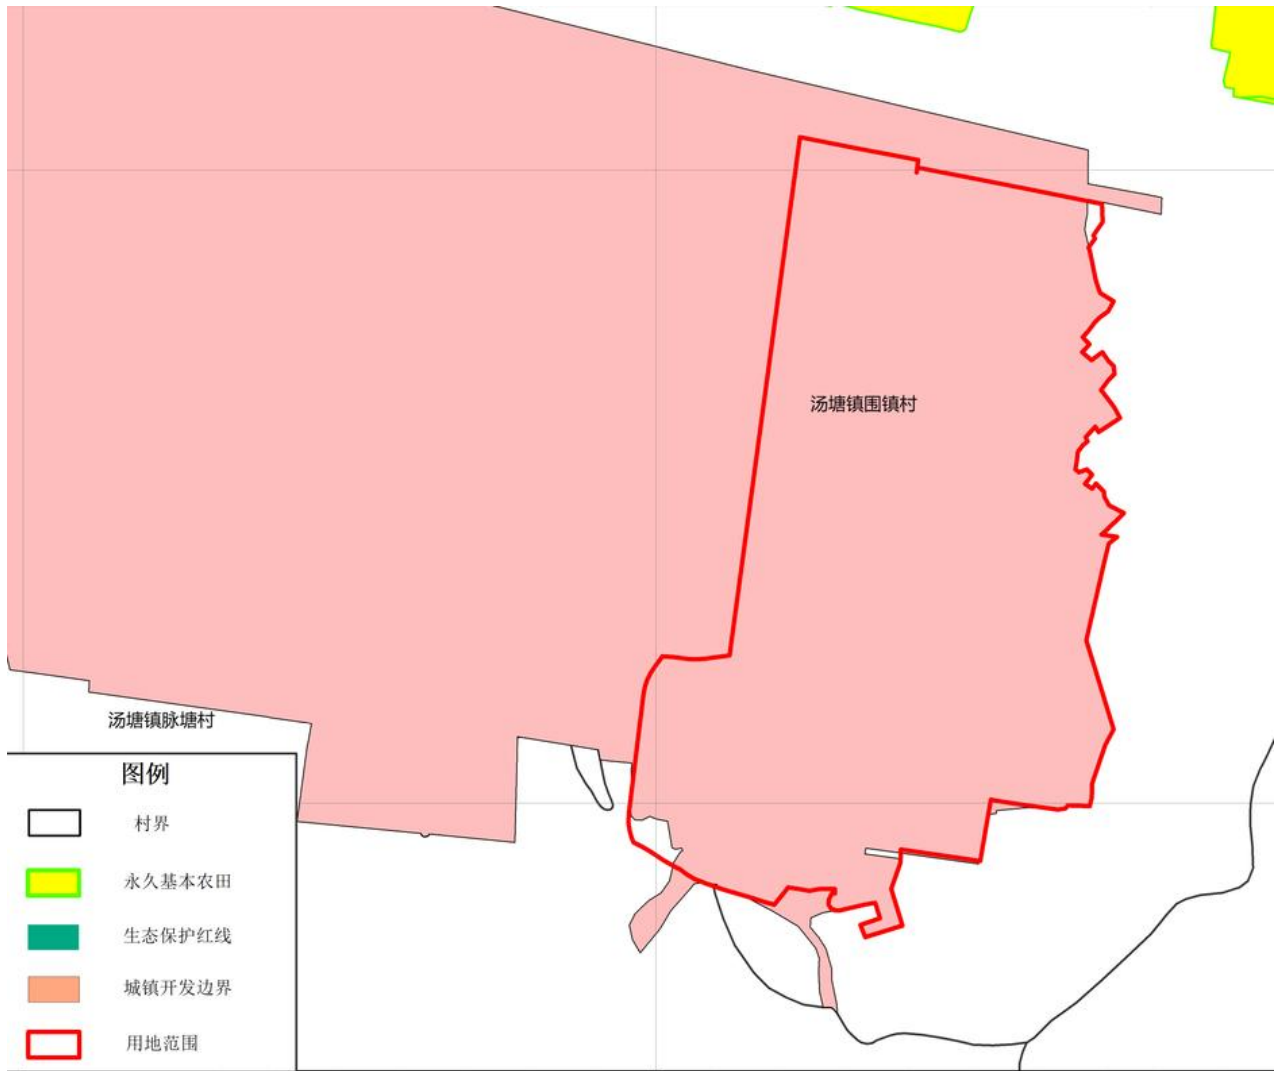 汤塘镇围镇村
汤塘镇脉塘村
图例
村界
永久基本农田
生态保护红线
城镇开发边界
用地范围